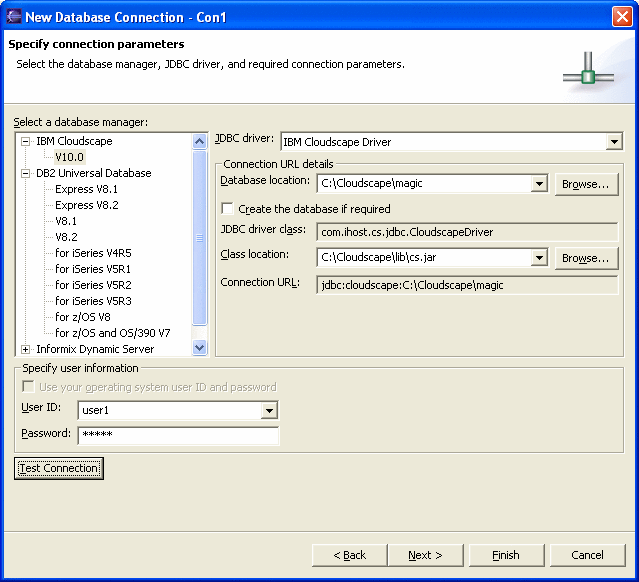 New Database Connection - Con1
Specify connection parameters
Select the database manager, JDBC driver, and required connection parameters.
Select a database manager:
IBM Cloudscape
V10.0
DB2 Universal Database
Express V8.1
Express V8.2
V8.1
V8.2
for iSeries V4R5
for iSeries V5R1
for iSeries V5R2
for iSeries V5R3
for z/OS V8
for z/OS and OS/390 V7
Informix Dynamic Server
JDBC driver: IBM Cloudscape Driver
Connection URL details
Database location: C:\Cloudscape\magic Browse...
Create the database if required
JDBC driver class: com.ihost.cs.jdbc.CloudscapeDriver
Class location: C:\Cloudscape\lib\cs.jar Browse...
Connection URL: jdbc:cloudscape:C:\Cloudscape\magic
Specify user information
Use your operating system user ID and password
User ID: user1
Password: *****
Test Connection
< Back Next > Finish Cancel